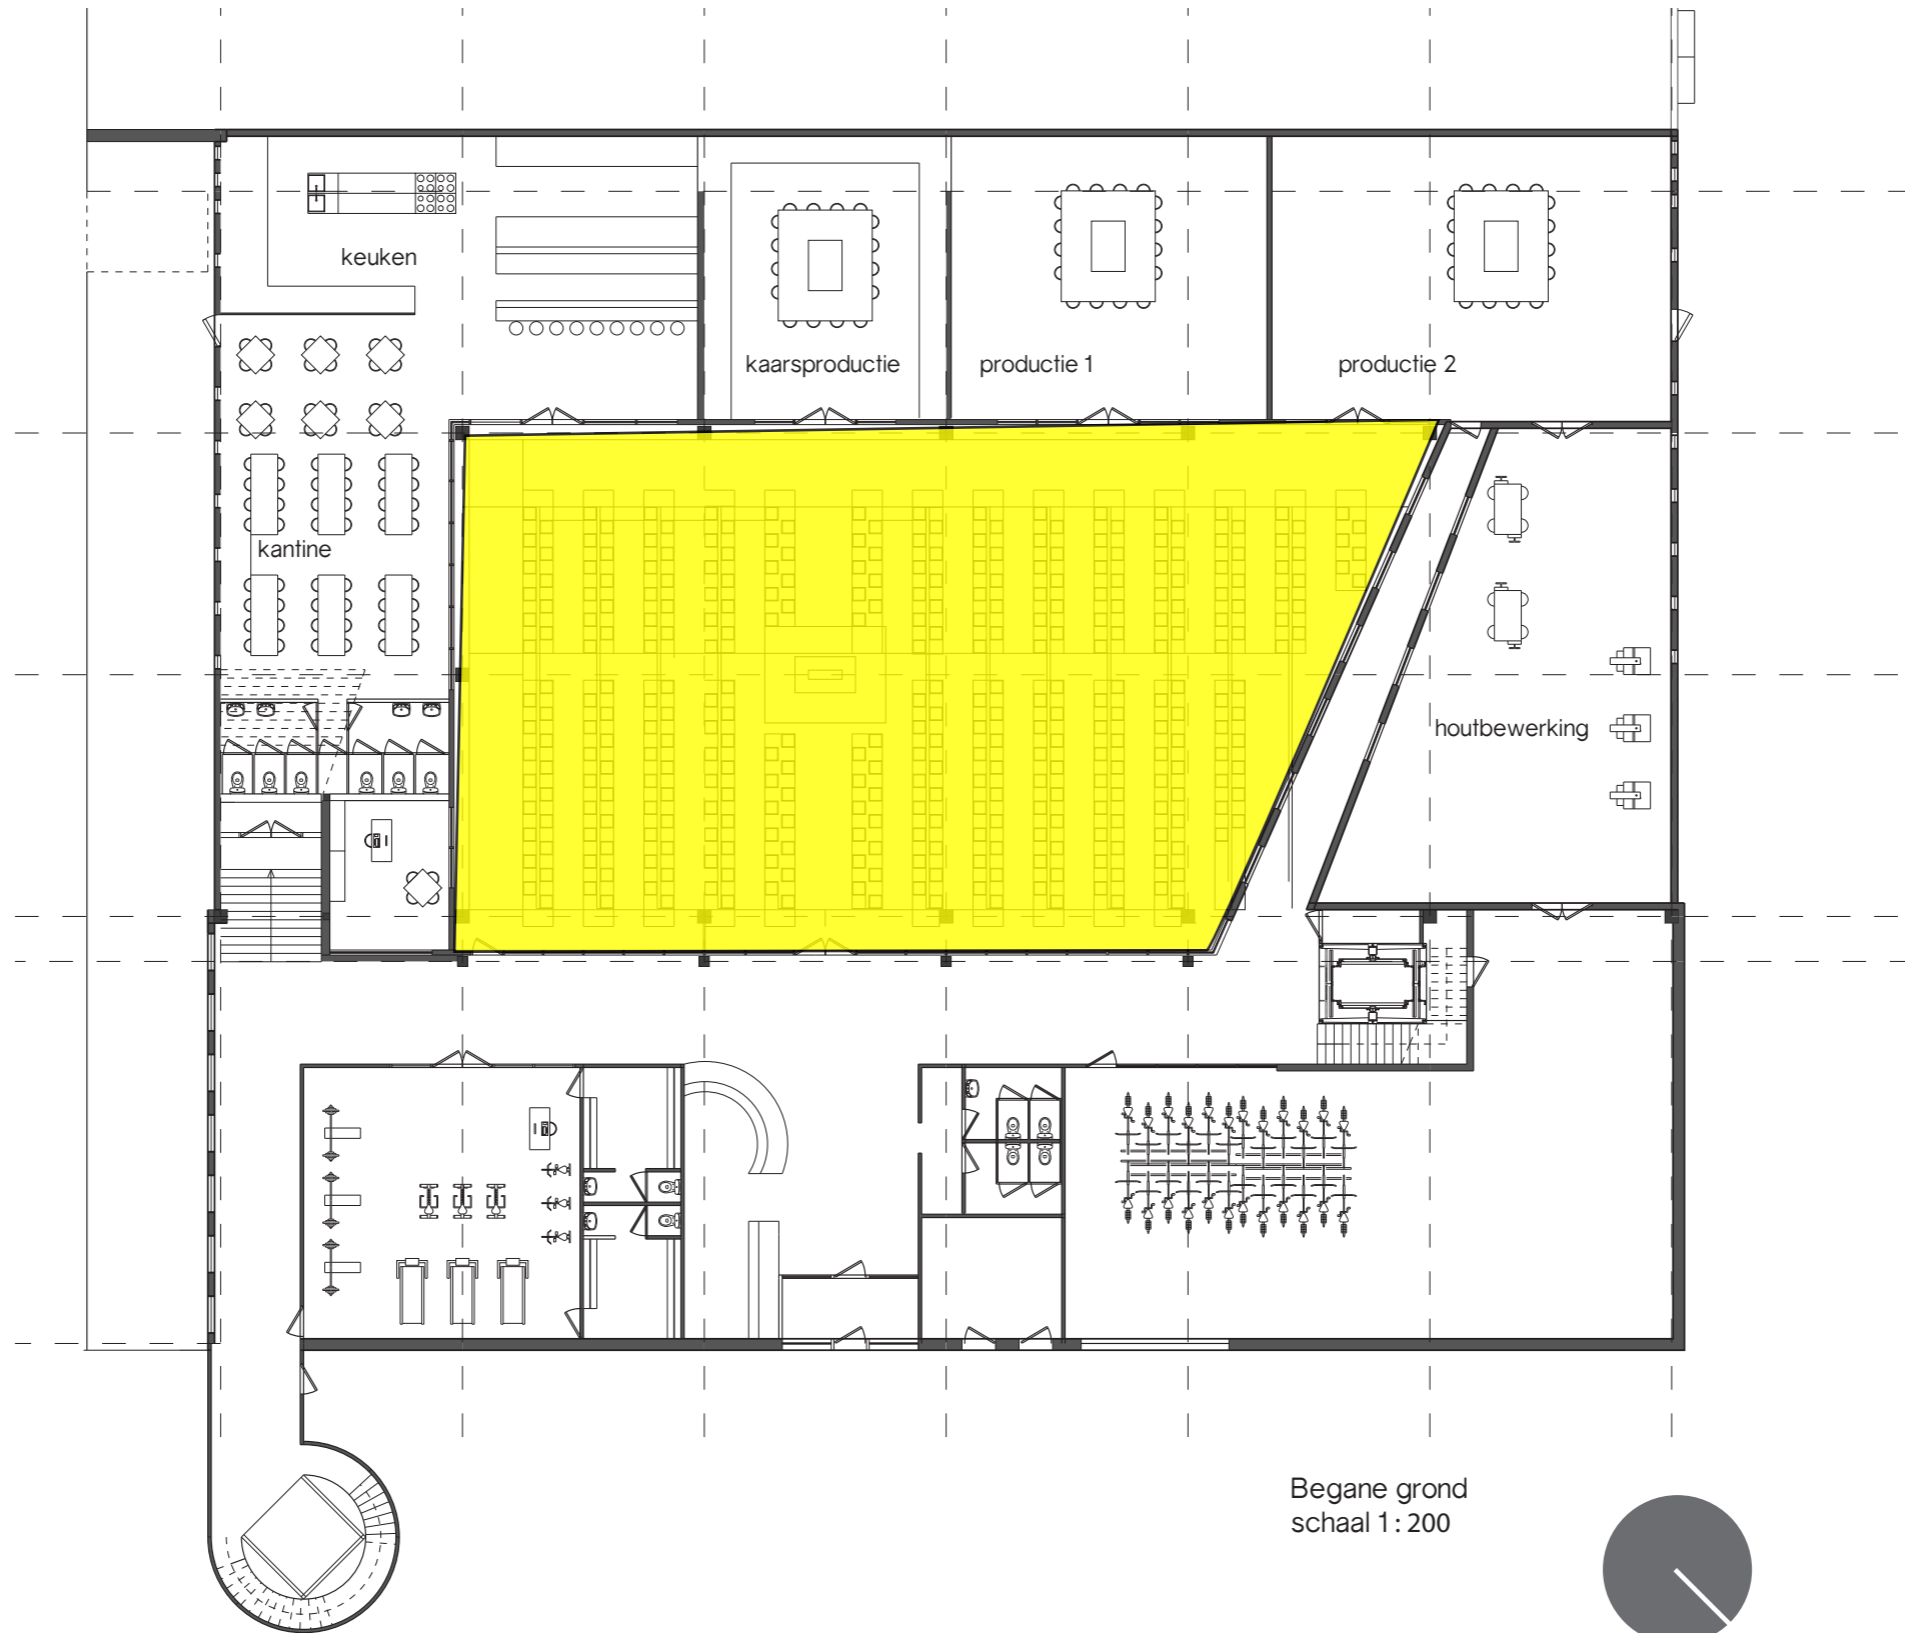 keuken
kaarsproductie
productie 1
productie 2
kantine
houtbewerking
Begane grond
schaal 1 : 200